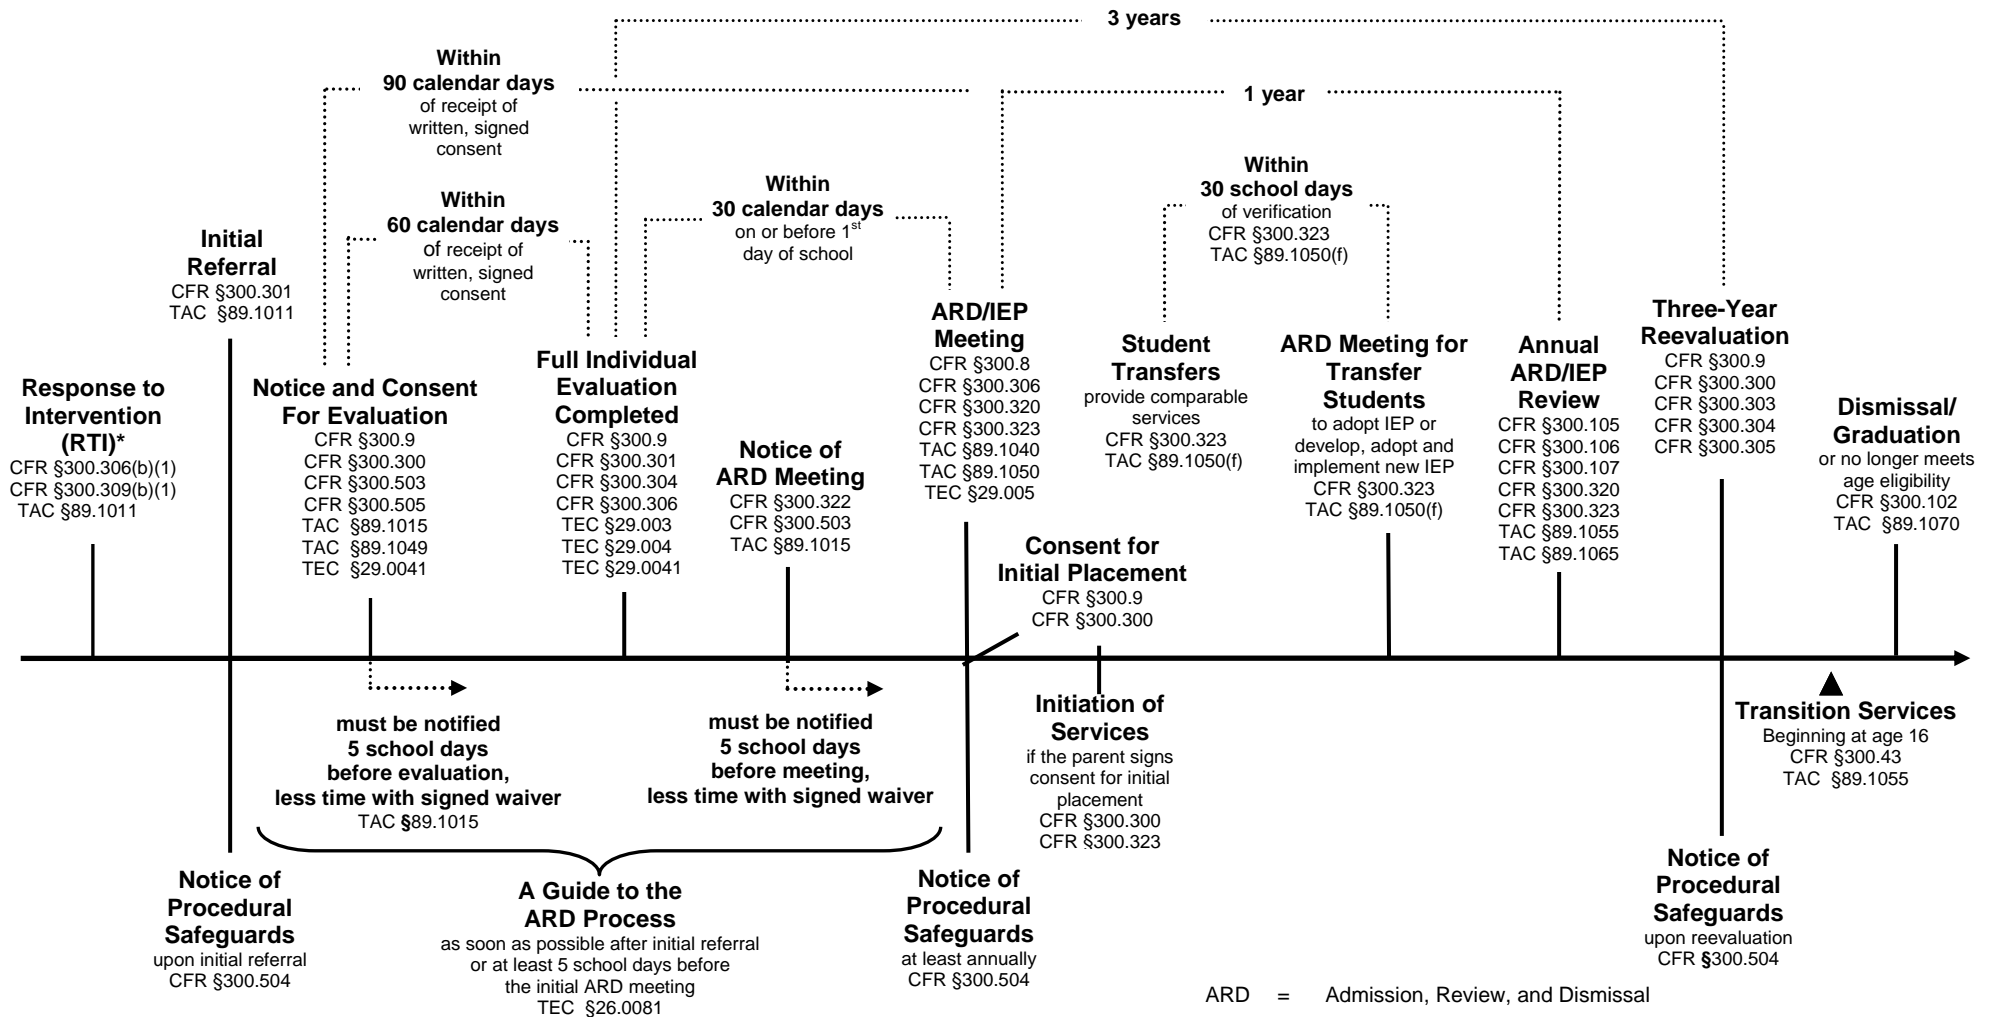 3 years
Within
90 calendar days
of receipt of
written, signed
consent
1 year
Within
60 calendar days
of receipt of
written, signed
consent
Within
30 calendar days
on or before 1st
day of school
Within
30 school days
of verification
CFR §300.323
TAC §89.1050(f)
Response to
Intervention
(RTI)*
CFR §300.306(b)(1)
CFR §300.309(b)(1)
TAC §89.1011
Initial
Referral
CFR §300.301
TAC §89.1011
Notice and Consent
For Evaluation
CFR §300.9
CFR §300.300
CFR §300.503
CFR §300.505
TAC §89.1015
TAC §89.1049
TEC §29.0041
Full Individual
Evaluation
Completed
CFR §300.9
CFR §300.301
CFR §300.304
CFR §300.306
TEC §29.003
TEC §29.004
TEC §29.0041
Notice of
ARD Meeting
CFR §300.322
CFR §300.503
TAC §89.1015
ARD/IEP
Meeting
CFR §300.8
CFR §300.306
CFR §300.320
CFR §300.323
TAC §89.1040
TAC §89.1050
TEC §29.005
Consent for
Initial Placement
CFR §300.9
CFR §300.300
Student
Transfers
provide comparable
services
CFR §300.323
TAC §89.1050(f)
ARD Meeting for
Transfer
Students
to adopt IEP or
develop, adopt and
implement new IEP
CFR §300.323
TAC §89.1050(f)
Annual
ARD/IEP
Review
CFR §300.105
CFR §300.106
CFR §300.107
CFR §300.320
CFR §300.323
TAC §89.1055
TAC §89.1065
Three-Year
Reevaluation
CFR §300.9
CFR §300.300
CFR §300.303
CFR §300.304
CFR §300.305
Dismissal/
Graduation
or no longer meets
age eligibility
CFR §300.102
TAC §89.1070
must be notified
5 school days
before evaluation,
less time with signed waiver
TAC §89.1015
must be notified
5 school days
before meeting,
less time with signed waiver
Initiation of
Services
if the parent signs
consent for initial
placement
CFR §300.300
CFR §300.323
Transition Services
Beginning at age 16
CFR §300.43
TAC §89.1055
Notice of
Procedural
Safeguards
upon initial referral
CFR §300.504
A Guide to the
ARD Process
as soon as possible after initial referral
or at least 5 school days before
the initial ARD meeting
TEC §26.0081
Notice of
Procedural
Safeguards
at least annually
CFR §300.504
Notice of
Procedural
Safeguards
upon reevaluation
CFR §300.504
ARD = Admission, Review, and Dismissal